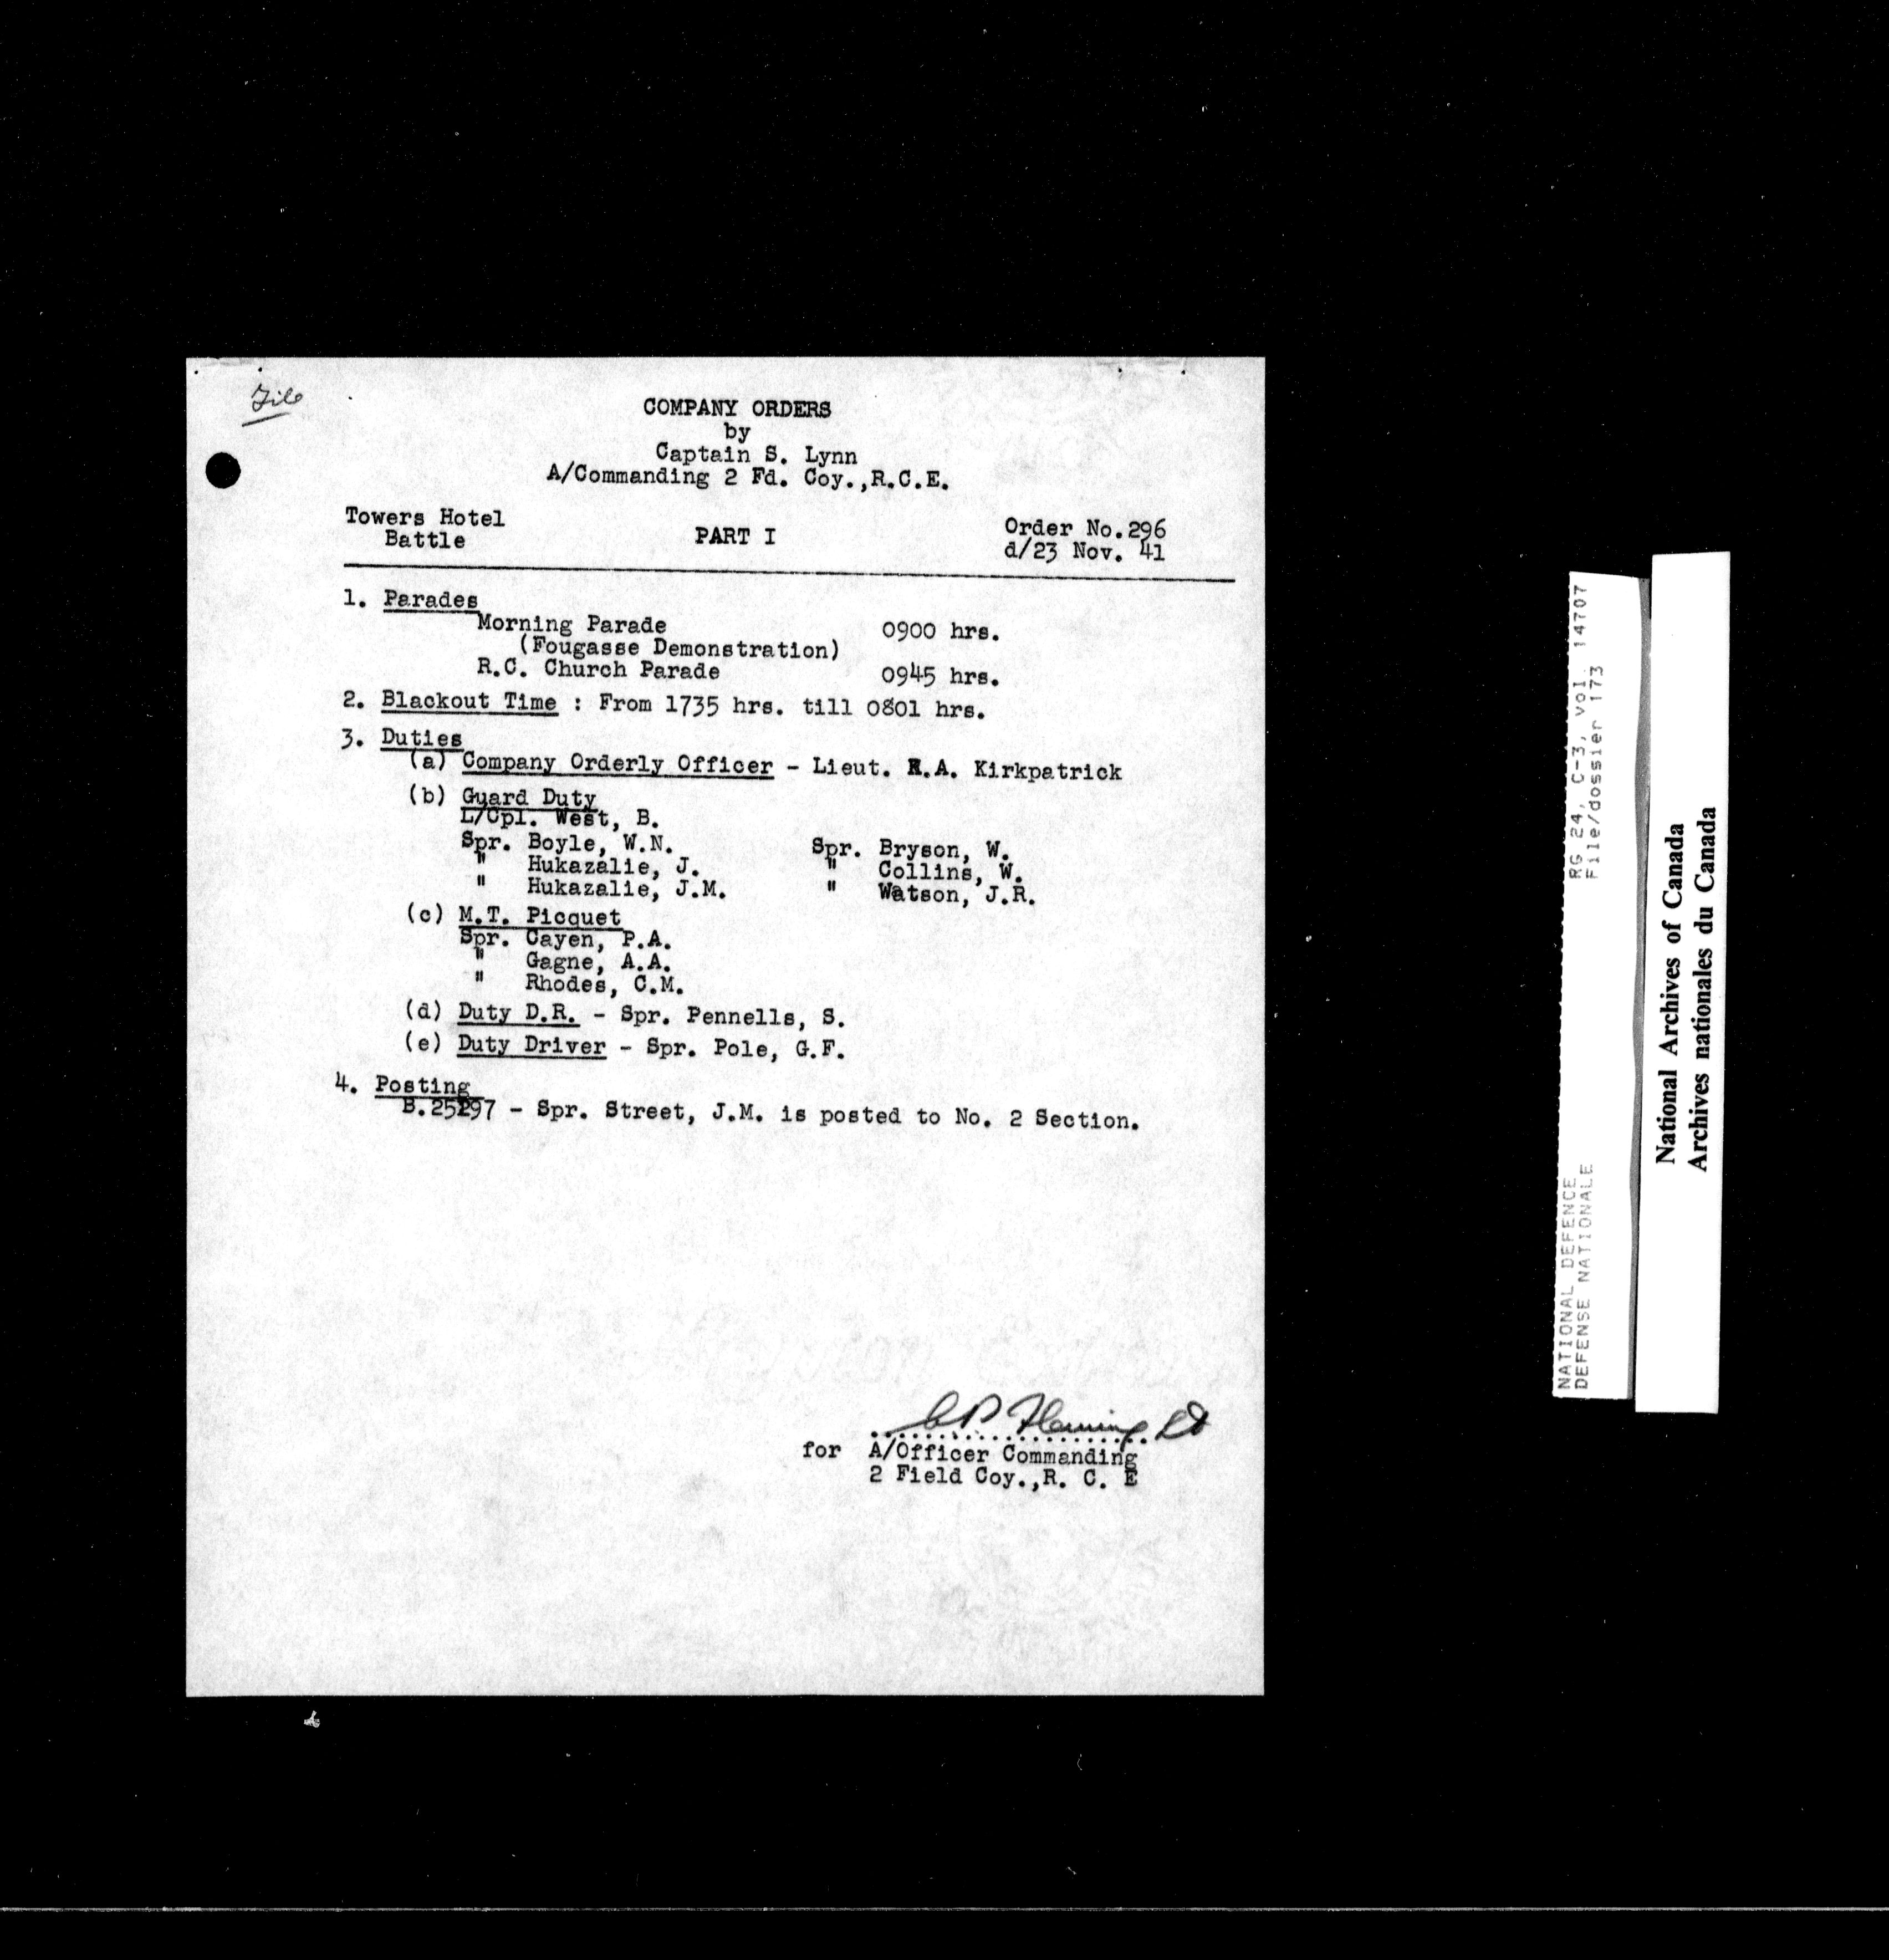 File
COMPANY ORDERS
by
Captain S. Lynn
A/Commanding 2 Fd. Coy.,R.C.E.
Towers Hotel
Battle
PART I
Order No.296
d/23 Nov. 41
1. Parades
Morning Parade 0900 hrs.
(Fougasse Demonstration)
R.C. Church Parade 0945 hrs.
2. Blackout Time : From 1735 hrs. till 0801 hrs.
3. Duties
(a) Company Orderly Officer - Lieut. .A. Kirkpatrick
(b) Guard Duty
L/Cpl. West, B.
Spr. Boyle, W.N. Spr. Bryson, W.
" Hukazalie, J. " Collins, W.
" Hukazalie, J.M. " Watson, J.R.
(c) M.T. Picquet
Spr. Cayen, P.A.
" Gagne, A.A.
" Rhodes, C.M.
(d) Duty D.R. - Spr. Pennells, S.
(e) Duty Driver - Spr. Pole, G.F.
4. Posting
- Spr. Street, J.M. is posted to No. 2 Section.
Fleming Lt
for A/Officer Commanding
2 Field Coy.,R. C. E
NATIONAL DEFENCE RG 24, C-3, Vol. 14707
DEFENSE NATIONALE File/dossier 173
National Archives of Canada
Archives nationales du Canada